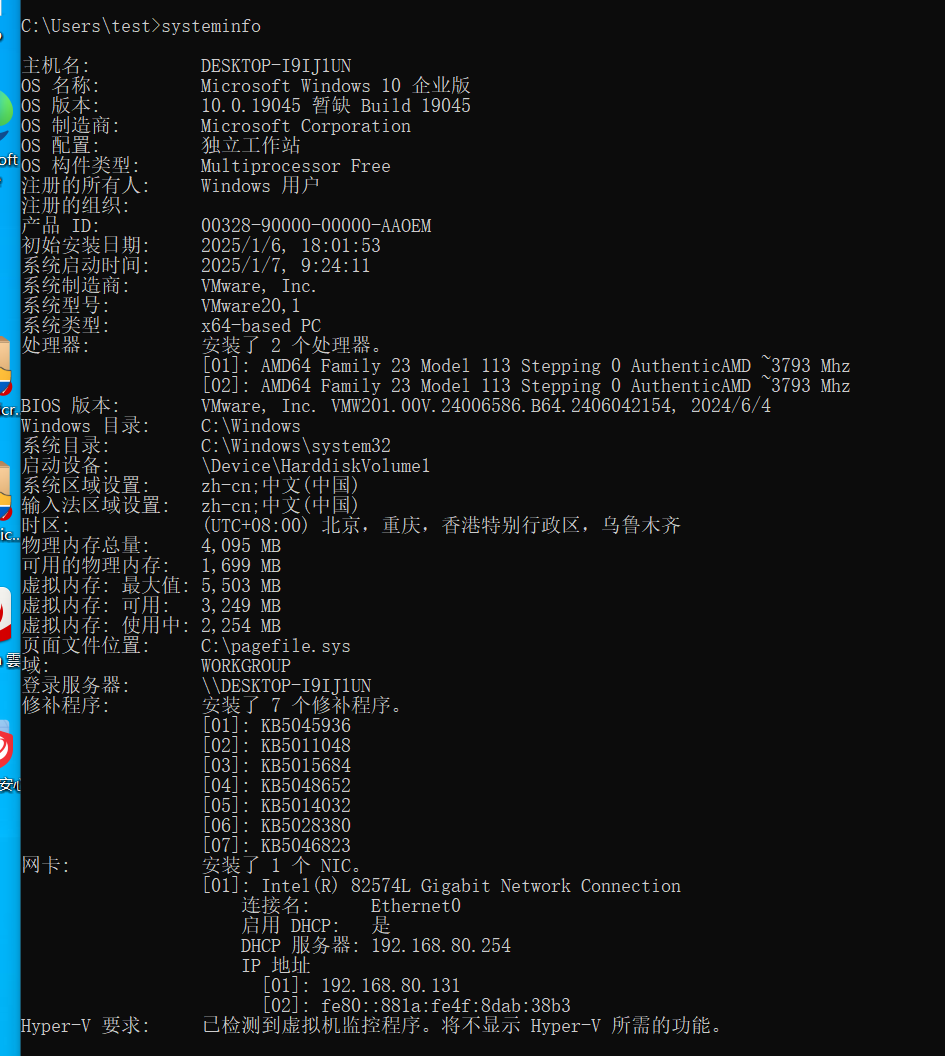 C:\Users\test>systeminfo
主机名: DESKTOP-I9IJ1UN
OS 名称: Microsoft Windows 10 企业版
OS 版本: 10.0.19045 暂缺 Build 19045
OS 制造商: Microsoft Corporation
OS 配置: 独立工作站
OS 构件类型: Multiprocessor Free
注册的所有人: Windows 用户
注册的组织:
产品 ID: 00328-90000-00000-AAOEM
初始安装日期: 2025/1/6, 18:01:53
系统启动时间: 2025/1/7, 9:24:11
系统制造商: VMware, Inc.
系统型号: VMware20,1
系统类型: x64-based PC
处理器: 安装了 2 个处理器。
[01]: AMD64 Family 23 Model 113 Stepping 0 AuthenticAMD ~3793 Mhz
[02]: AMD64 Family 23 Model 113 Stepping 0 AuthenticAMD ~3793 Mhz
BIOS 版本: VMware, Inc. VMW201.00V.24006586.B64.2406042154, 2024/6/4
Windows 目录: C:\Windows
系统目录: C:\Windows\system32
启动设备: \Device\HarddiskVolume1
系统区域设置: zh-cn;中文(中国)
输入法区域设置: zh-cn;中文(中国)
时区: (UTC+08:00) 北京，重庆，香港特别行政区，乌鲁木齐
物理内存总量: 4,095 MB
可用的物理内存: 1,699 MB
虚拟内存: 最大值: 5,503 MB
虚拟内存: 可用: 3,249 MB
虚拟内存: 使用中: 2,254 MB
页面文件位置: C:\pagefile.sys
域: WORKGROUP
登录服务器: \\DESKTOP-I9IJ1UN
修补程序: 安装了 7 个修补程序。
[01]: KB5045936
[02]: KB5011048
[03]: KB5015684
[04]: KB5048652
[05]: KB5014032
[06]: KB5028380
[07]: KB5046823
网卡: 安装了 1 个 NIC。
[01]: Intel(R) 82574L Gigabit Network Connection
连接名: Ethernet0
启用 DHCP: 是
DHCP 服务器: 192.168.80.254
IP 地址
[01]: 192.168.80.131
[02]: fe80::881a:fe4f:8dab:38b3
Hyper-V 要求: 已检测到虚拟机监控程序。将不显示 Hyper-V 所需的功能。